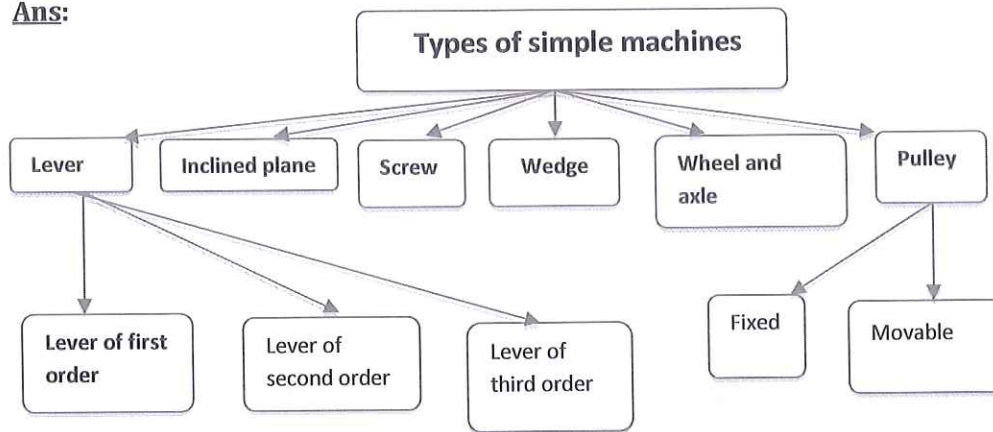 Ans:
Types of simple machines
Lever
Inclined plane
Screw
Wedge
Wheel and
axle
Pulley
Lever of first
order
Lever of
second order
Lever of
third order
Fixed
Movable